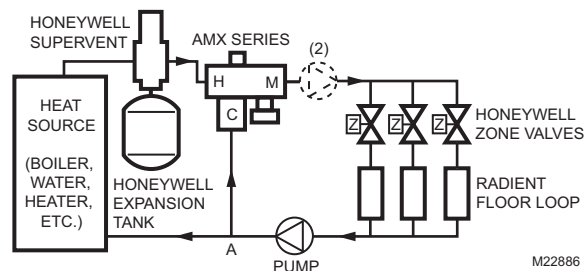 HONEYWELL
SUPERVENT
AMX SERIES
(2)
H
M
C
HEAT
SOURCE
(BOILER,
WATER,
HEATER,
ETC.)
HONEYWELL
EXPANSION
TANK
Z
Z
Z
HONEYWELL
ZONE VALVES
RADIENT
FLOOR LOOP
A
PUMP
M22886